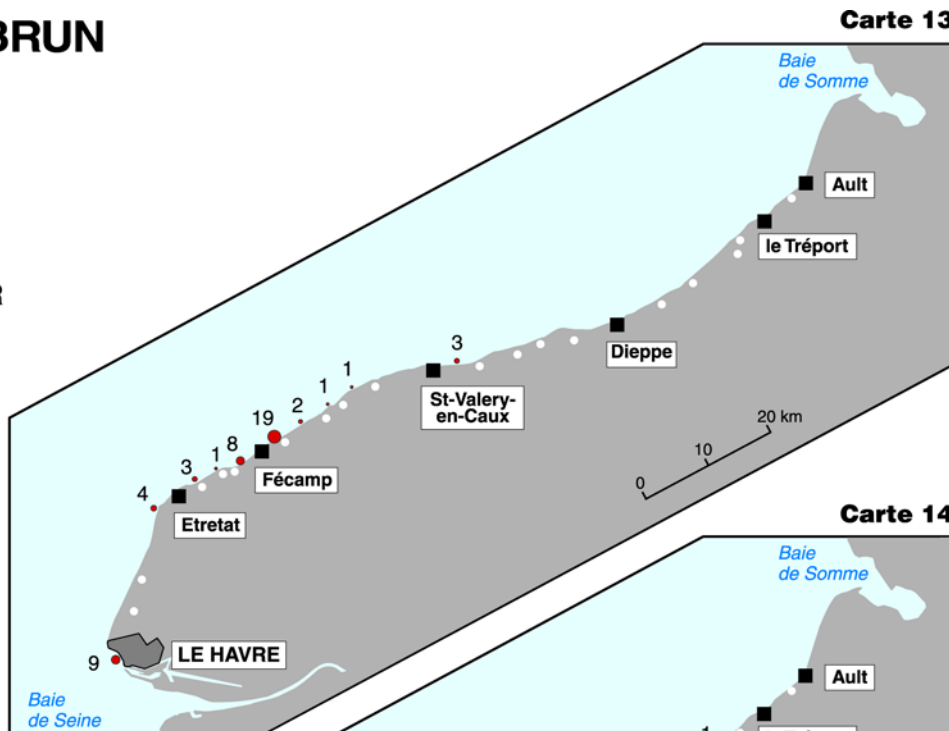 BRUN
Carte 13
Baie
de Somme
Ault
le Tréport
Dieppe
3
St-Valery-
en-Caux
1
1
2
19
8
1
3
4
Fécamp
Etretat
20 km
10
0
9
LE HAVRE
Baie
de Seine
Carte 14
Baie
de Somme
Ault
1